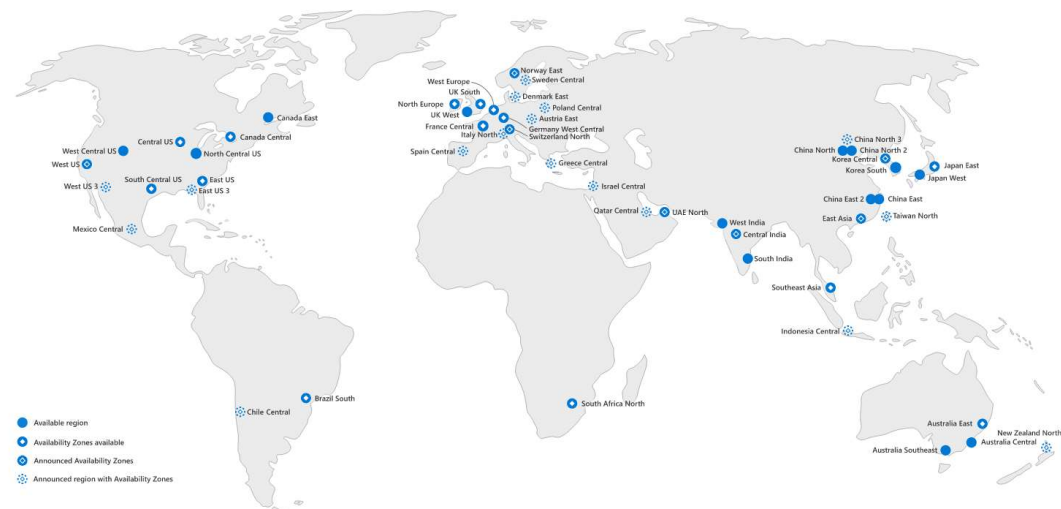 Canada East
Canada Central
Central US
West Central US
North Central US
West US
West US 3
South Central US
East US
East US 3
Mexico Central
Brazil South
Chile Central
Norway East
Sweden Central
West Europe
UK South
North Europe
Denmark East
Poland Central
UK West
Austria East
France Central
Germany West Central
Italy North
Switzerland North
Spain Central
Greece Central
Israel Central
Qatar Central
UAE North
South Africa North
West India
Central India
South India
China North 3
China North
China North 2
Korea Central
Korea South
Japan East
Japan West
China East 2
China East
East Asia
Taiwan North
Southeast Asia
Indonesia Central
Australia East
New Zealand North
Australia Central
Australia Southeast
Available region
Availability Zones available
Announced Availability Zones
Announced region with Availability Zones